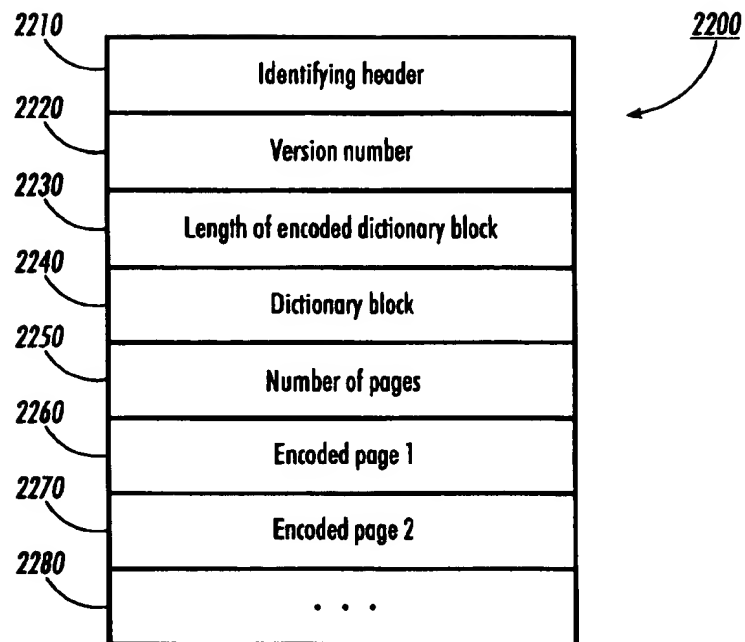 2210
2200
Identifying header
2220
Version number
2230
Length of encoded dictionary block
2240
Dictionary block
2250
Number of pages
2260
Encoded page 1
2270
Encoded page 2
2280
. . .